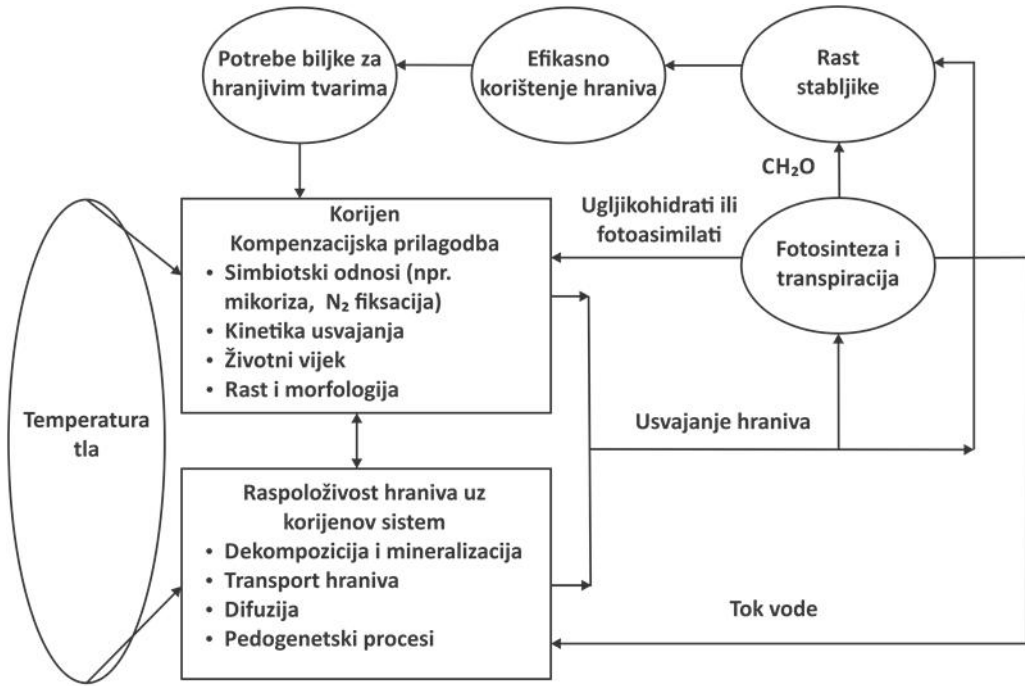 Potrebe biljke za
hranjivim tvarima
Efikasno
korištenje hraniva
Rast
stabljike
CH₂O
Ugljikohidrati ili
fotoasimilati
Fotosinteza i
transpiracija
Korijen
Kompenzacijska prilagodba
• Simbiotski odnosi (npr.
mikoriza, N₂ fiksacija)
• Kinetika usvajanja
• Životni vijek
• Rast i morfologija
Temperatura
tla
Usvajanje hraniva
Raspoloživost hraniva uz
korijenov sistem
• Dekompozicija i mineralizacija
• Transport hraniva
• Difuzija
• Pedogenetski procesi
Tok vode